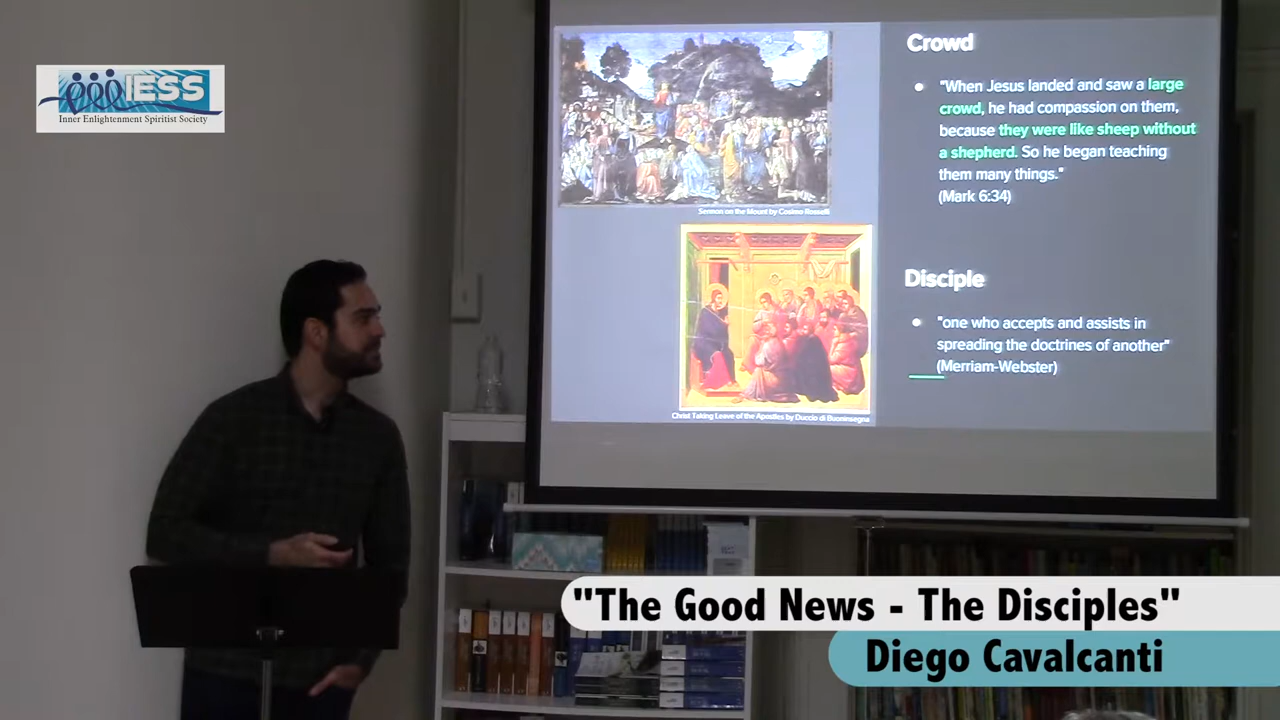 IESS
Inner Enlightenment Spiritist Society
Crowd
"When Jesus landed and saw a large
crowd, he had compassion on them,
because they were like sheep without
a shepherd. So he began teaching
them many things."
(Mark 6:34)
Sermon on the Mount by Cosimo Rosselli
Disciple
"one who accepts and assists in
spreading the doctrines of another"
(Merriam-Webster)
Christ Taking Leave of the Apostles by Duccio di Buoninsegna
"The Good News - The Disciples"
Diego Cavalcanti